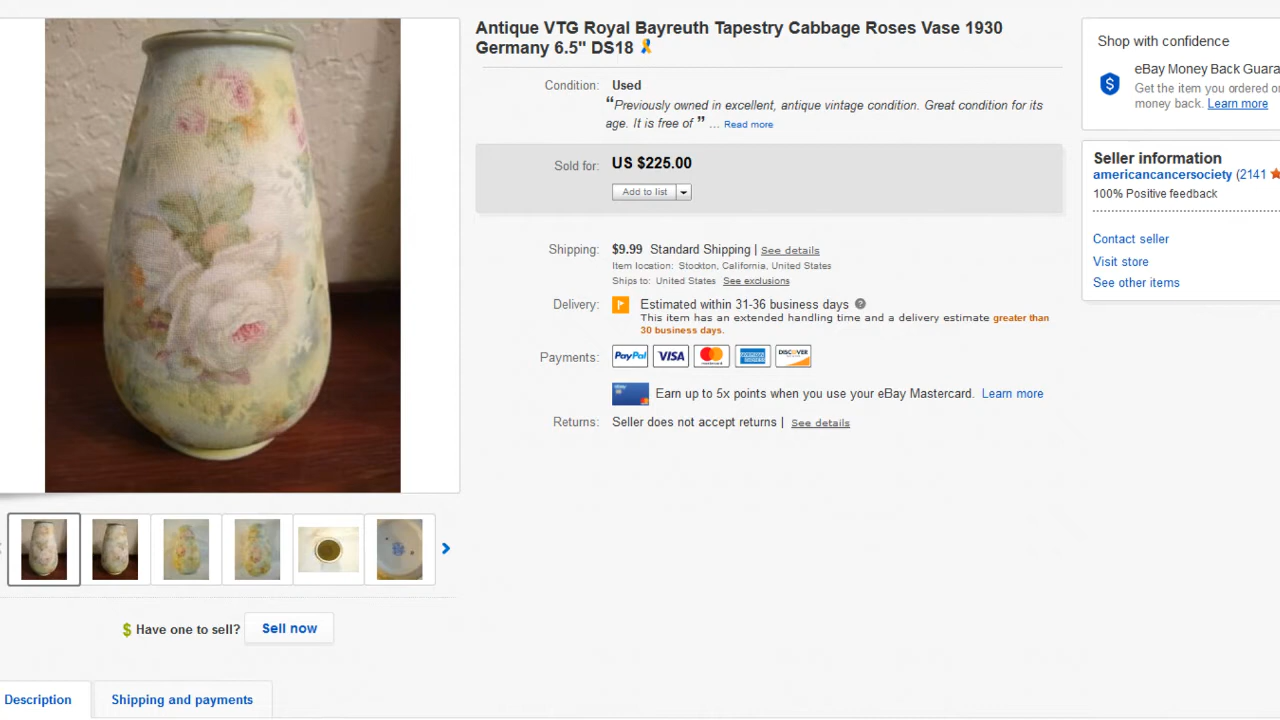 Antique VTG Royal Bayreuth Tapestry Cabbage Roses Vase 1930
Germany 6.5" DS18
Condition: Used
“Previously owned in excellent, antique vintage condition. Great condition for its
age. It is free of ” ... Read more
Sold for: US $225.00
Add to list
Shipping: $9.99 Standard Shipping | See details
Item location: Stockton, California, United States
Ships to: United States See exclusions
Delivery: Estimated within 31-36 business days ?
This item has an extended handling time and a delivery estimate greater than
30 business days.
Payments: PayPal VISA mastercard AMERICAN EXPRESS DISCOVER
ebay Earn up to 5x points when you use your eBay Mastercard. Learn more
Returns: Seller does not accept returns | See details
$ Have one to sell? Sell now
Description Shipping and payments
Shop with confidence
$ eBay Money Back Guara
Get the item you ordered o
money back. Learn more
Seller information
americancancersociety (2141
100% Positive feedback
Contact seller
Visit store
See other items